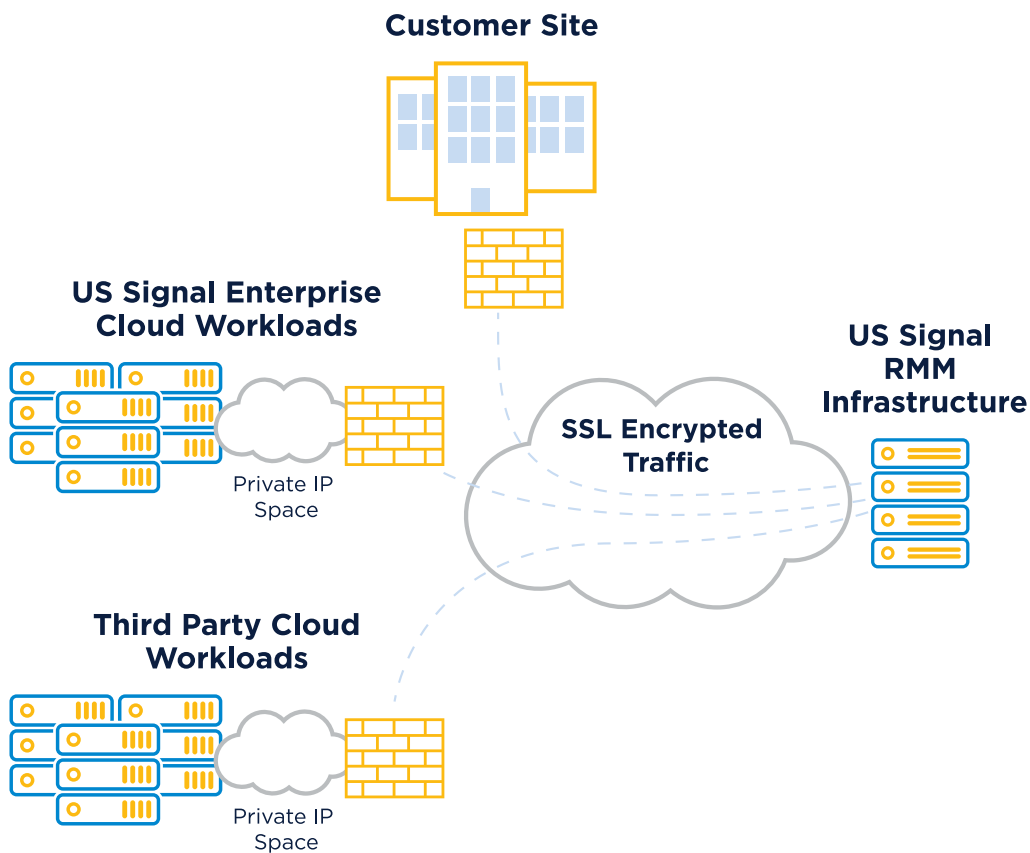 Customer Site
US Signal Enterprise
Cloud Workloads
Private IP
Space
US Signal
RMM
Infrastructure
SSL Encrypted
Traffic
Third Party Cloud
Workloads
Private IP
Space